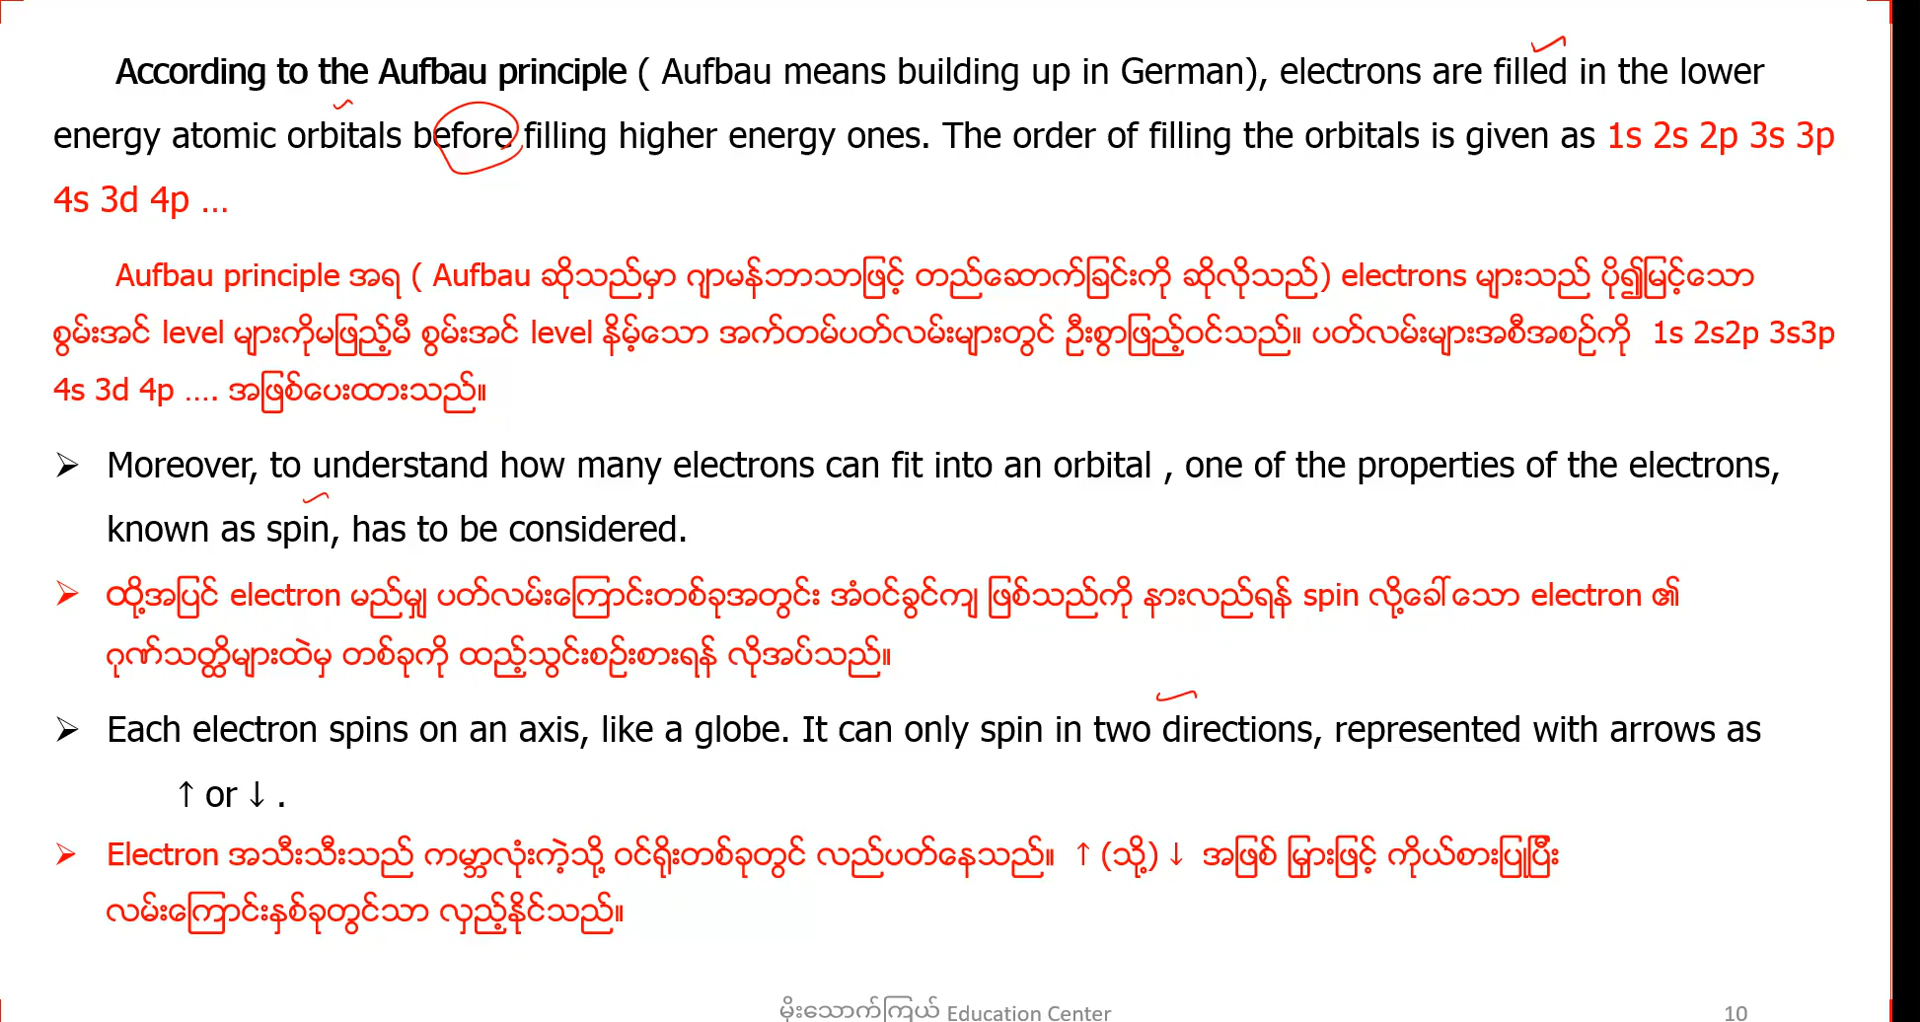 According to the Aufbau principle ( Aufbau means building up in German), electrons are filled in the lower
energy atomic orbitals before filling higher energy ones. The order of filling the orbitals is given as 1s 2s 2p 3s 3p
4s 3d 4p ...
Aufbau principle အရ ( Aufbau ဆိုသည်မှာ ဂျာမန်ဘာသာဖြင့် တည်ဆောက်ခြင်းကို ဆိုလိုသည်) electrons များသည် ပို၍မြင့်သော
စွမ်းအင် level များကိုမဖြည့်မီ စွမ်းအင် level နိမ့်သော အက်တမ်ပတ်လမ်းများတွင် ဦးစွာဖြည့်ဝင်သည်။ ပတ်လမ်းများအစီအစဉ်ကို 1s 2s2p 3s3p
4s 3d 4p .... အဖြစ်ပေးထားသည်။
➢ Moreover, to understand how many electrons can fit into an orbital , one of the properties of the electrons,
known as spin, has to be considered.
➢ ထို့အပြင် electron မည်မျှ ပတ်လမ်းကြောင်းတစ်ခုအတွင်း အံဝင်ခွင်ကျ ဖြစ်သည်ကို နားလည်ရန် spin လို့ခေါ်သော electron ၏
ဂုဏ်သတ္ထိများထဲမှ တစ်ခုကို ထည့်သွင်းစဉ်းစားရန် လိုအပ်သည်။
➢ Each electron spins on an axis, like a globe. It can only spin in two directions, represented with arrows as
↑ or ↓ .
➢ Electron အသီးသီးသည် ကမ္ဘာလုံးကဲ့သို့ ဝင်ရိုးတစ်ခုတွင် လည်ပတ်နေသည်။ ↑ (သို့) ↓ အဖြစ် မြှားဖြင့် ကိုယ်စားပြုပြီး
လမ်းကြောင်းနှစ်ခုတွင်သာ လှည့်နိုင်သည်။
မိုးသောက်ကြယ် Education Center
10